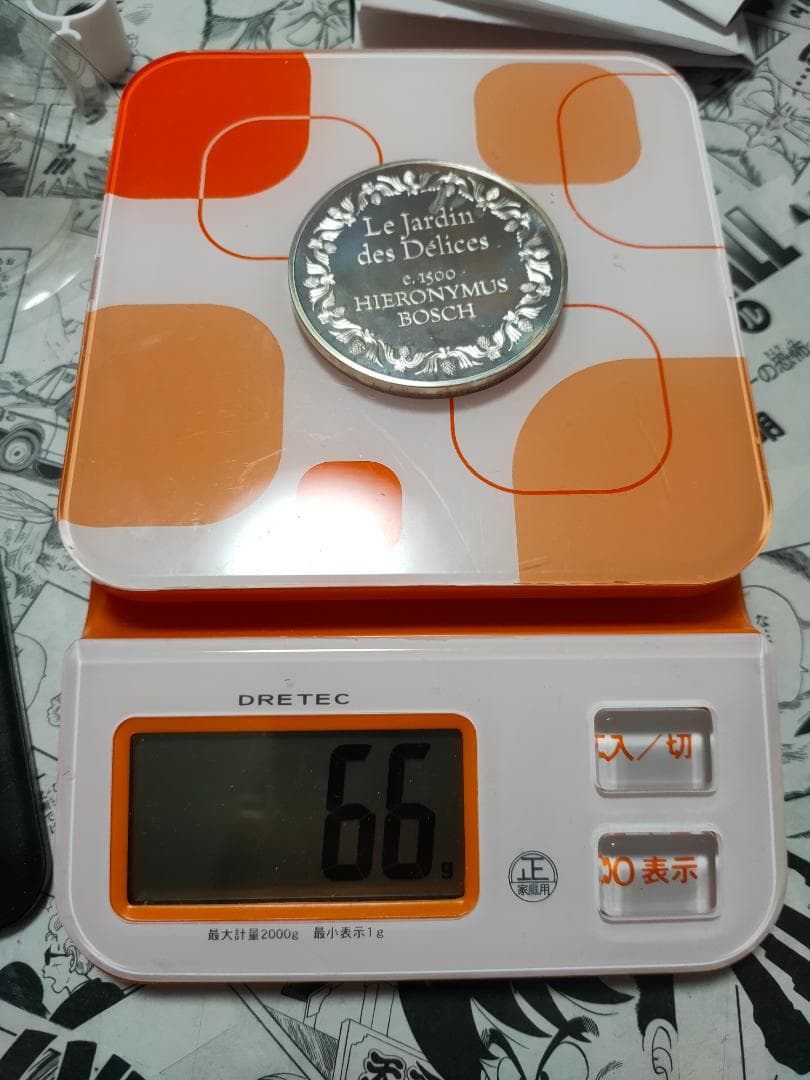 Le Jardin
des Délices
c. 1500
HIERONYMUS
BOSCH
DRETEC
66g
入／切
正
家庭用
表示
最大計量2000g 最小表示1g